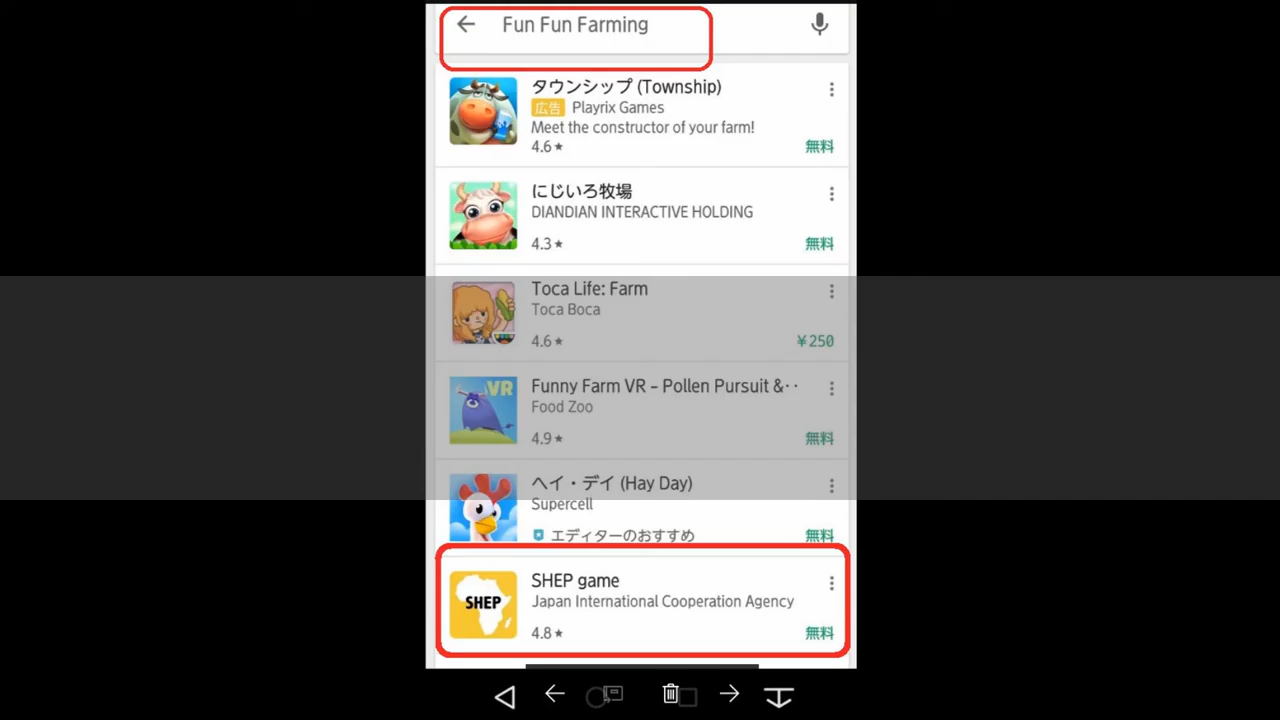 Fun Fun Farming
タウンシップ (Township)
広告 Playrix Games
Meet the constructor of your farm!
4.6★
無料
にじいろ牧場
DIANDIAN INTERACTIVE HOLDING
4.3★
無料
Toca Life: Farm
Toca Boca
4.6★
¥250
VR
Funny Farm VR – Pollen Pursuit &··
Food Zoo
4.9★
無料
ヘイ・デイ (Hay Day)
Supercell
エディターのおすすめ
無料
SHEP
SHEP game
Japan International Cooperation Agency
4.8★
無料